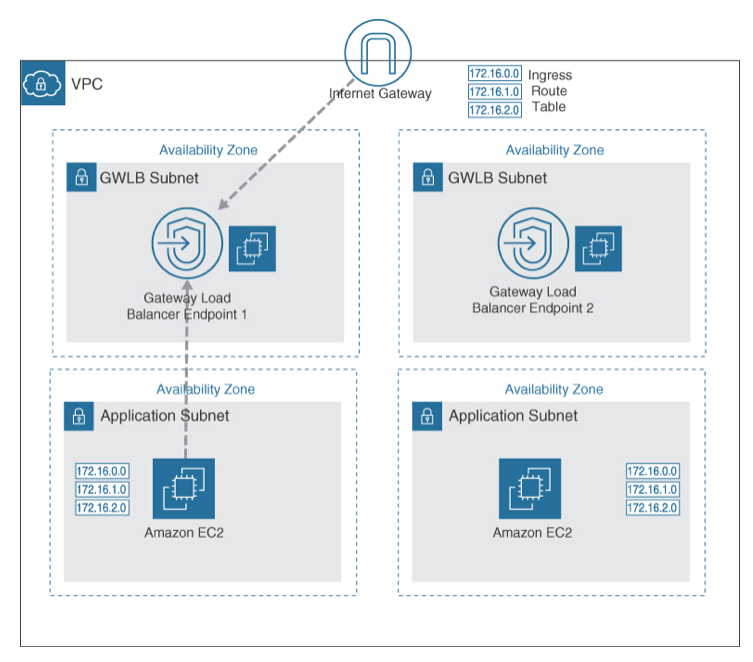 VPC
Internet Gateway
172.16.0.0
172.16.1.0
172.16.2.0
Ingress
Route
Table
Availability Zone
GWLB Subnet
Gateway Load
Balancer Endpoint 1
Availability Zone
GWLB Subnet
Gateway Load
Balancer Endpoint 2
Availability Zone
Application Subnet
172.16.0.0
172.16.1.0
172.16.2.0
Amazon EC2
Availability Zone
Application Subnet
Amazon EC2
172.16.0.0
172.16.1.0
172.16.2.0